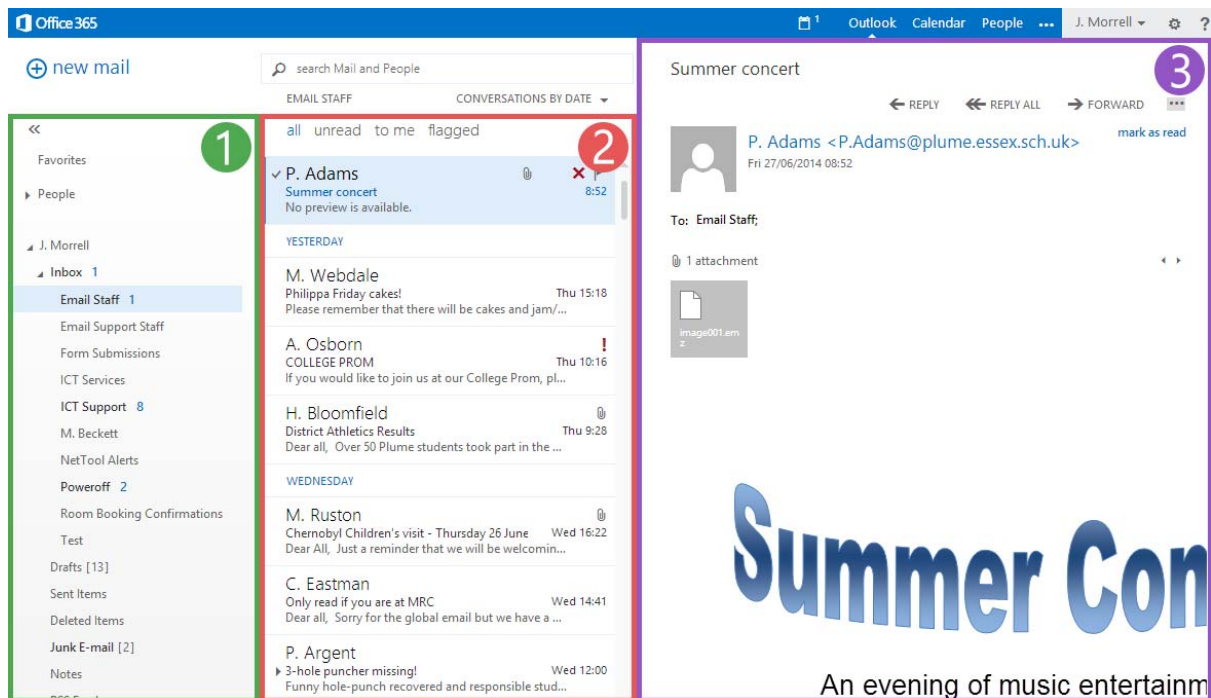 Office 365
1
Outlook Calendar People ··· J. Morrell ?
new mail
search Mail and People
EMAIL STAFF CONVERSATIONS BY DATE
1
«
Favorites
People
J. Morrell
Inbox 1
Email Staff 1
Email Support Staff
Form Submissions
ICT Services
ICT Support 8
M. Beckett
NetTool Alerts
Poweroff 2
Room Booking Confirmations
Test
Drafts [13]
Sent Items
Deleted Items
Junk E-mail [2]
Notes
2
all unread to me flagged
P. Adams
Summer concert 8:52
No preview is available.
YESTERDAY
M. Webdale
Philippa Friday cakes! Thu 15:18
Please remember that there will be cakes and jam/...
A. Osborn !
COLLEGE PROM Thu 10:16
If you would like to join us at our College Prom, pl...
H. Bloomfield
District Athletics Results Thu 9:28
Dear all, Over 50 Plume students took part in the ...
WEDNESDAY
M. Ruston
Chernobyl Children's visit - Thursday 26 June Wed 16:22
Dear All, Just a reminder that we will be welcomin...
C. Eastman
Only read if you are at MRC Wed 14:41
Dear all, Sorry for the global email but we have a ...
P. Argent
3-hole puncher missing! Wed 12:00
Funny hole-punch recovered and responsible stud...
3
Summer concert
REPLY REPLY ALL FORWARD ···
mark as read
P. Adams <P.Adams@plume.essex.sch.uk>
Fri 27/06/2014 08:52
To: Email Staff;
1 attachment
image001.em
z
Summer Con
An evening of music entertainm